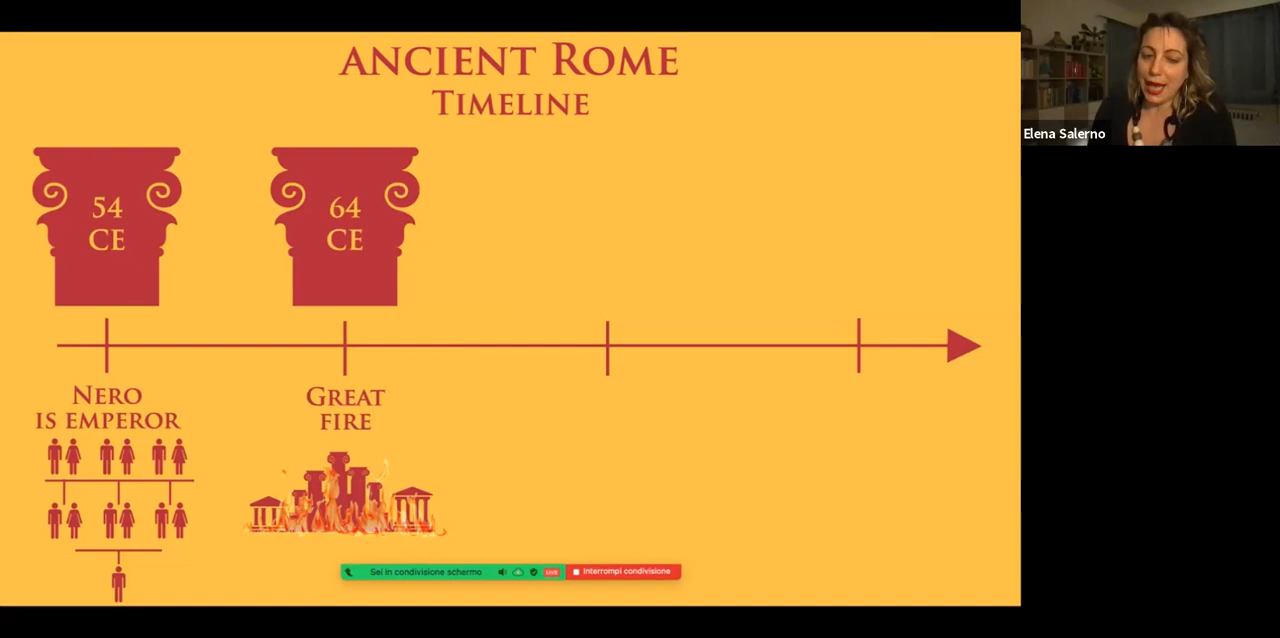 ANCIENT ROME
TIMELINE
54
CE
64
CE
NERO
IS EMPEROR
GREAT
FIRE
Sei in condivisione schermo LIVE Interrompi condivisione
Elena Salerno